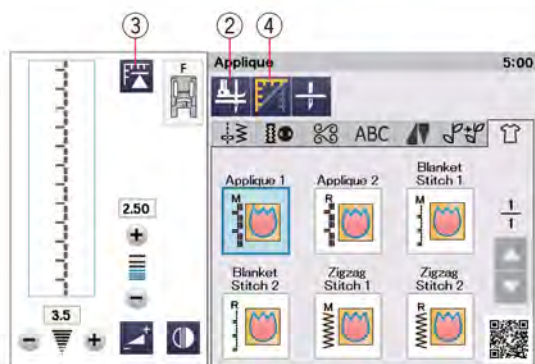 ③ ② ④
Applique 5:00
F
ABC
Applique 1 Applique 2 Blanket Stitch 1
M R M
2.50
1
1
Blanket Stitch 2 Zigzag Stitch 1 Zigzag Stitch 2
R M R
3.5